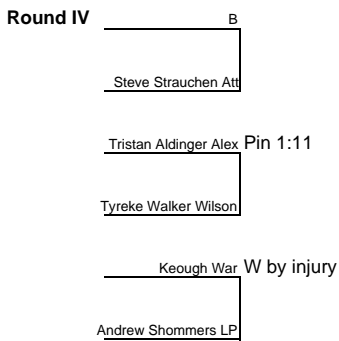 Round IV
B
Steve Strauchen Att
Tristan Aldinger Alex Pin 1:11
Tyreke Walker Wilson
Keough War W by injury
Andrew Shommers LP